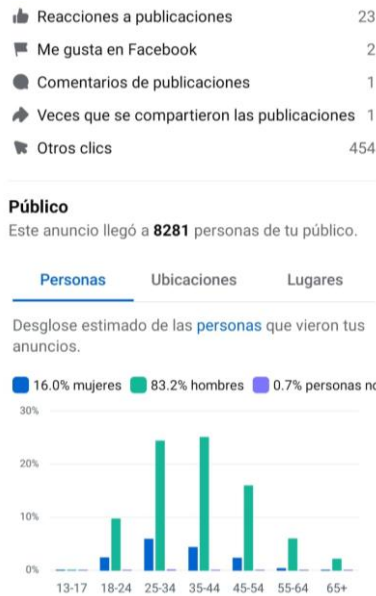 Reacciones a publicaciones 23
Me gusta en Facebook 2
Comentarios de publicaciones 1
Veces que se compartieron las publicaciones 1
Otros clics 454
Público
Este anuncio llegó a 8281 personas de tu público.
Personas Ubicaciones Lugares
Desglose estimado de las personas que vieron tus
anuncios.
16.0% mujeres 83.2% hombres 0.7% personas no
30%
20%
10%
0%
13-17 18-24 25-34 35-44 45-54 55-64 65+